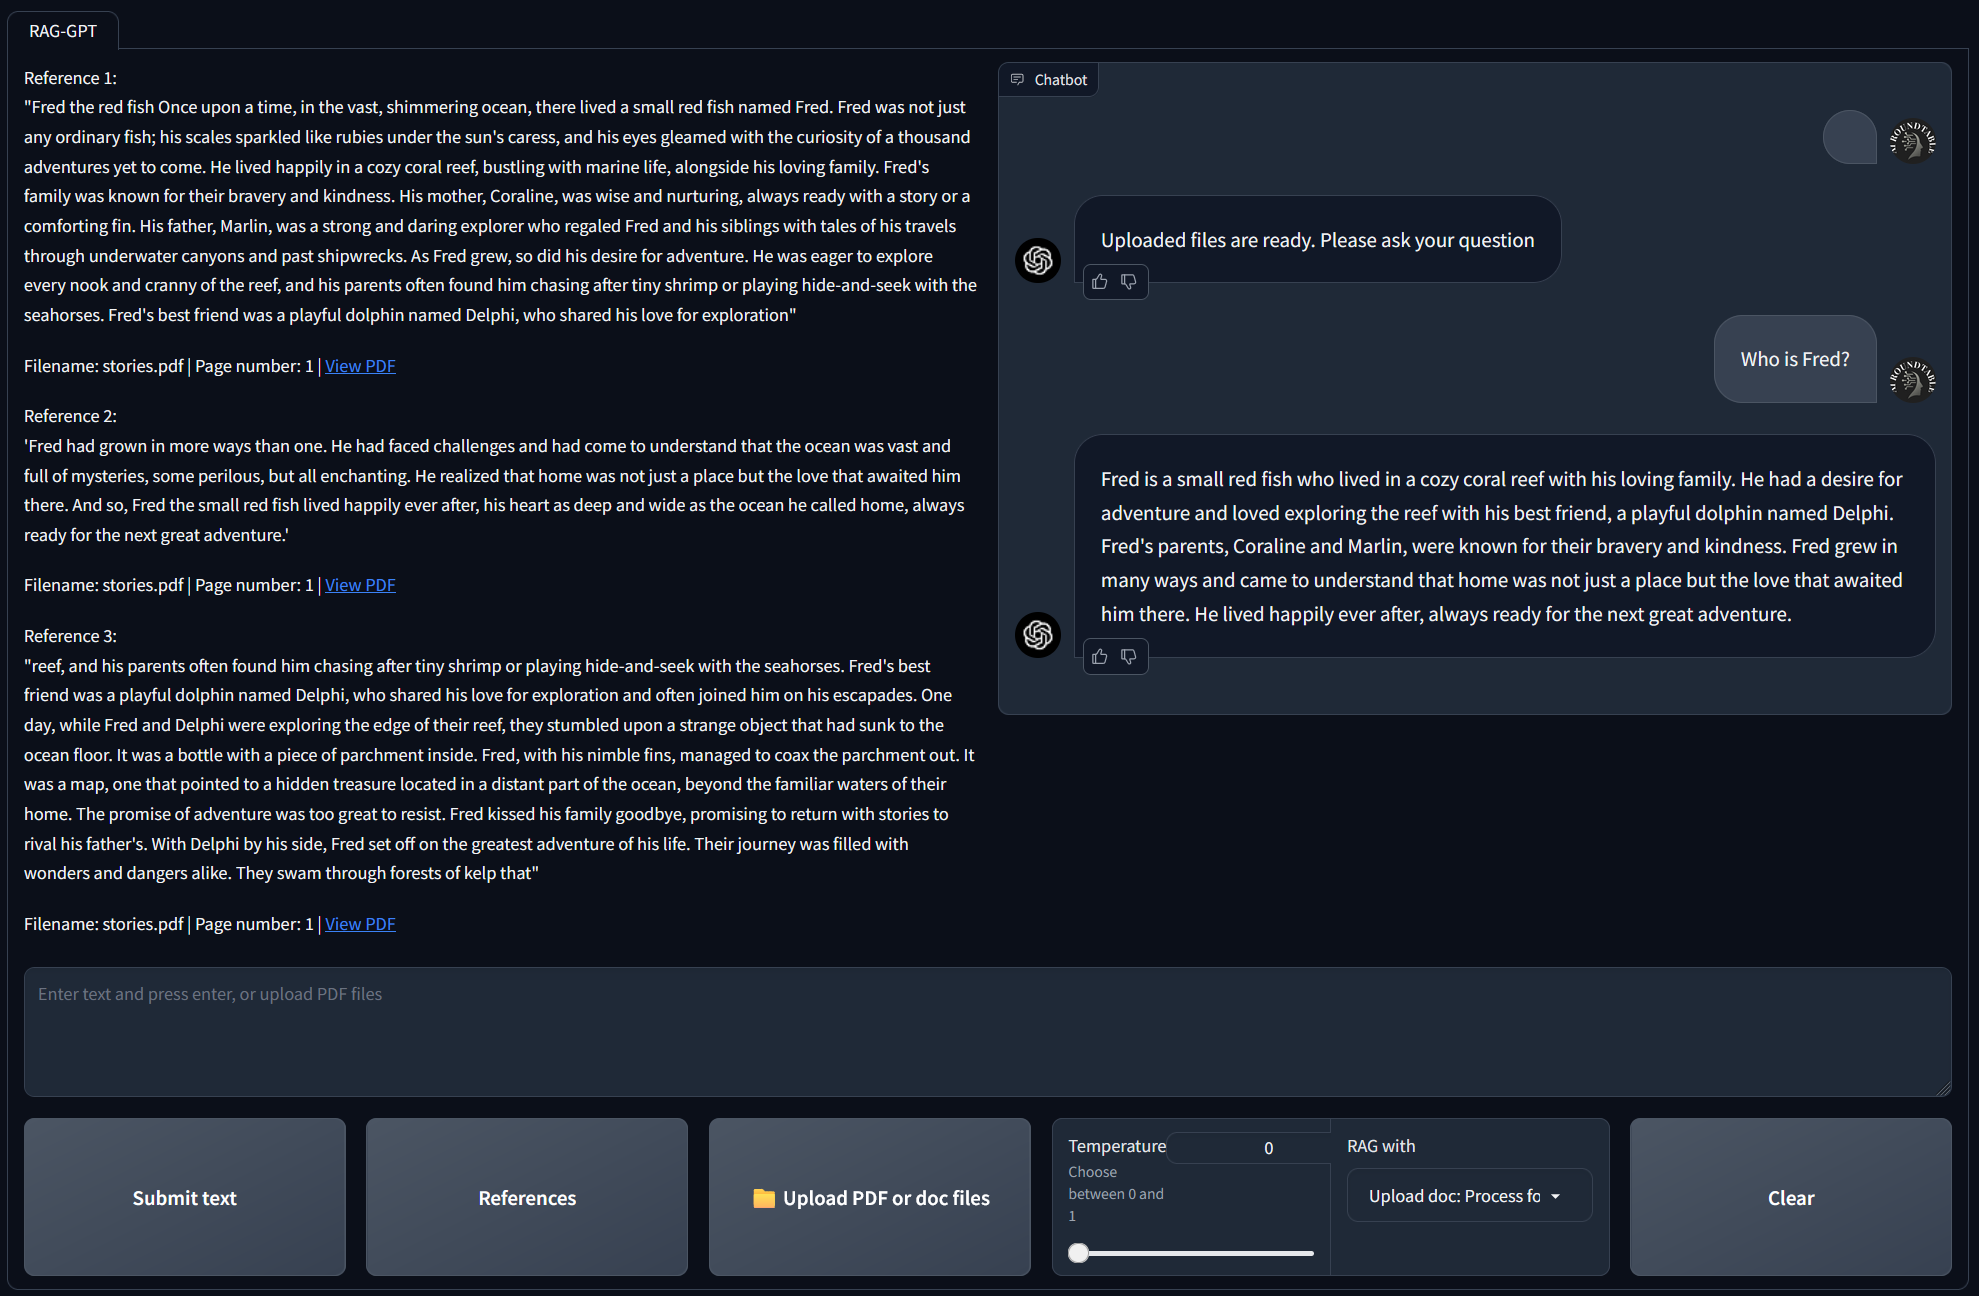 RAG-GPT
Reference 1:
"Fred the red fish Once upon a time, in the vast, shimmering ocean, there lived a small red fish named Fred. Fred was not just
any ordinary fish; his scales sparkled like rubies under the sun's caress, and his eyes gleamed with the curiosity of a thousand
adventures yet to come. He lived happily in a cozy coral reef, bustling with marine life, alongside his loving family. Fred's
family was known for their bravery and kindness. His mother, Coraline, was wise and nurturing, always ready with a story or a
comforting fin. His father, Marlin, was a strong and daring explorer who regaled Fred and his siblings with tales of his travels
through underwater canyons and past shipwrecks. As Fred grew, so did his desire for adventure. He was eager to explore
every nook and cranny of the reef, and his parents often found him chasing after tiny shrimp or playing hide-and-seek with the
seahorses. Fred's best friend was a playful dolphin named Delphi, who shared his love for exploration"
Filename: stories.pdf | Page number: 1 | View PDF
Reference 2:
'Fred had grown in more ways than one. He had faced challenges and had come to understand that the ocean was vast and
full of mysteries, some perilous, but all enchanting. He realized that home was not just a place but the love that awaited him
there. And so, Fred the small red fish lived happily ever after, his heart as deep and wide as the ocean he called home, always
ready for the next great adventure.'
Filename: stories.pdf | Page number: 1 | View PDF
Reference 3:
"reef, and his parents often found him chasing after tiny shrimp or playing hide-and-seek with the seahorses. Fred's best
friend was a playful dolphin named Delphi, who shared his love for exploration and often joined him on his escapades. One
day, while Fred and Delphi were exploring the edge of their reef, they stumbled upon a strange object that had sunk to the
ocean floor. It was a bottle with a piece of parchment inside. Fred, with his nimble fins, managed to coax the parchment out. It
was a map, one that pointed to a hidden treasure located in a distant part of the ocean, beyond the familiar waters of their
home. The promise of adventure was too great to resist. Fred kissed his family goodbye, promising to return with stories to
rival his father's. With Delphi by his side, Fred set off on the greatest adventure of his life. Their journey was filled with
wonders and dangers alike. They swam through forests of kelp that"
Filename: stories.pdf | Page number: 1 | View PDF
Chatbot
ROUNDTABLE
Uploaded files are ready. Please ask your question
Who is Fred?
ROUNDTABLE
Fred is a small red fish who lived in a cozy coral reef with his loving family. He had a desire for
adventure and loved exploring the reef with his best friend, a playful dolphin named Delphi.
Fred's parents, Coraline and Marlin, were known for their bravery and kindness. Fred grew in
many ways and came to understand that home was not just a place but the love that awaited
him there. He lived happily ever after, always ready for the next great adventure.
Enter text and press enter, or upload PDF files
Submit text
References
Upload PDF or doc files
Temperature
0
Choose
between 0 and
1
RAG with
Upload doc: Process fo
Clear